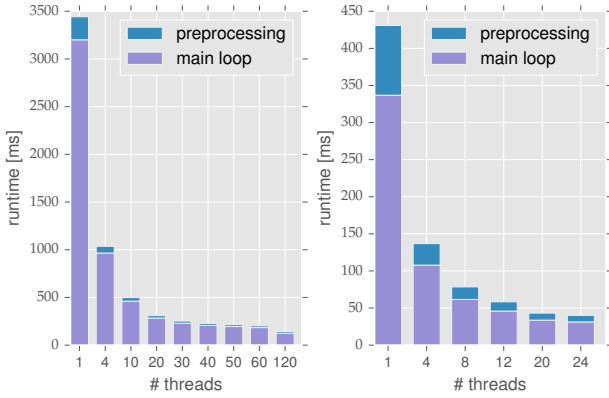 3500
3000
2500
2000
1500
1000
500
0
runtime [ms]
preprocessing
main loop
1 4 10 20 30 40 50 60 120
# threads
450
400
350
300
250
200
150
100
50
0
runtime [ms]
preprocessing
main loop
1 4 8 12 20 24
# threads